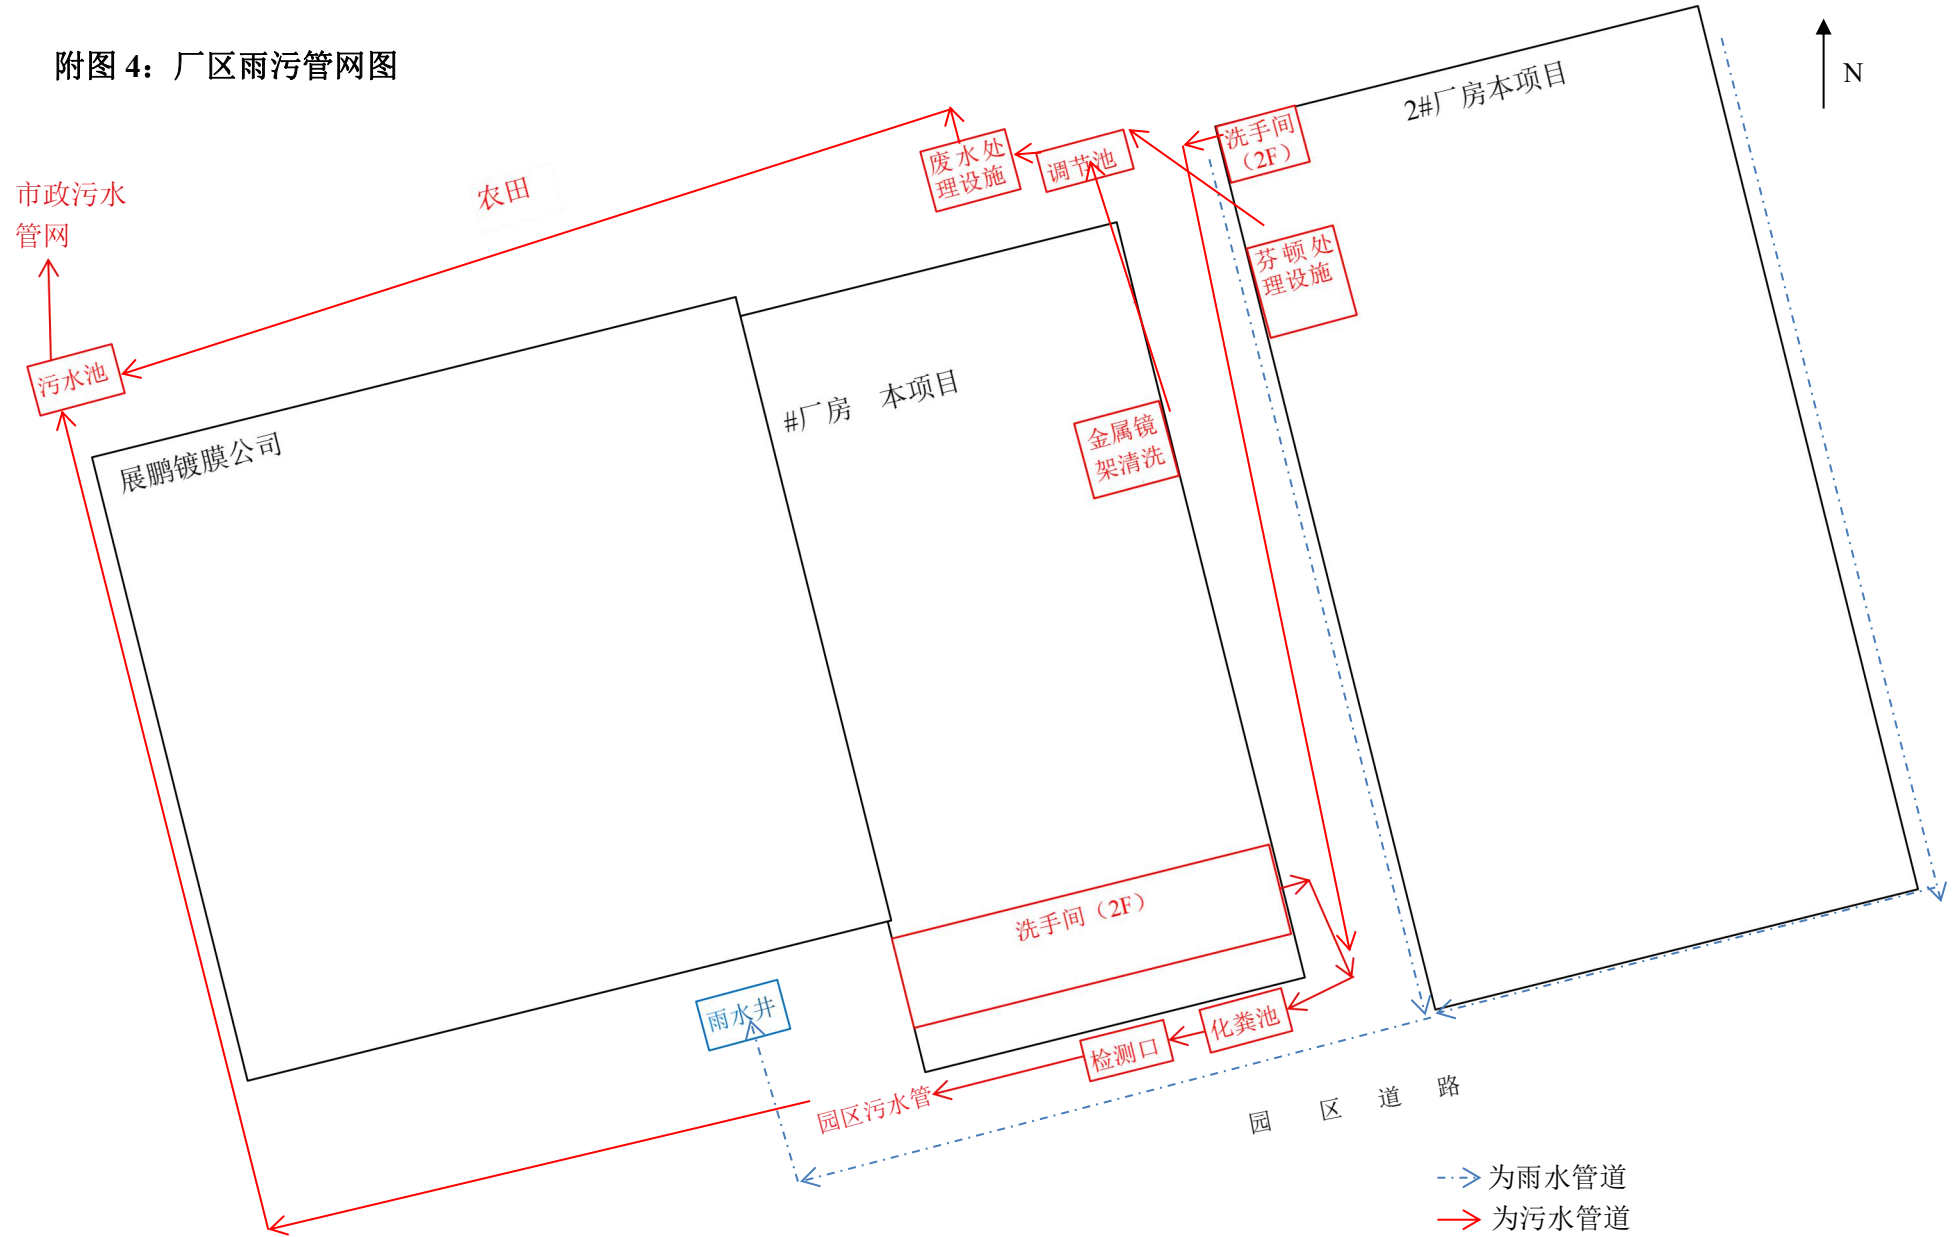 附图 4：厂区雨污管网图
N
2#厂房本项目
洗手间
（2F）
废水处
理设施
调节池
农田
市政污水
管网
芬顿处
理设施
污水池
#厂房 本项目
展鹏镀膜公司
金属镜
架清洗
洗手间（2F）
雨水井
化粪池
检测口
园区污水管
园 区 道 路
为雨水管道
为污水管道